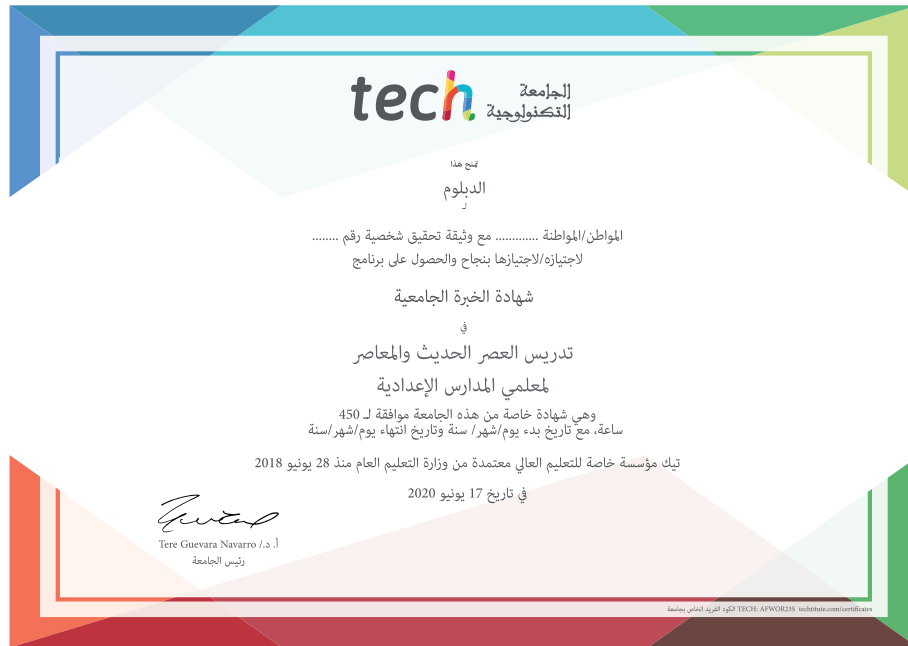 tech الجامعة
التكنولوجية
تمنح هذا
الدبلوم
لـ
المواطن/المواطنة ............. مع وثيقة تحقيق شخصية رقم ........
لاجتيازه/لاجتيازها بنجاح والحصول على برنامج
شهادة الخبرة الجامعية
في
تدريس العصر الحديث والمعاصر
لمعلمي المدارس الإعدادية
وهي شهادة خاصة من هذه الجامعة موافقة لـ 450
ساعة، مع تاريخ بدء يوم/شهر/ سنة وتاريخ انتهاء يوم/شهر/سنة
تيك مؤسسة خاصة للتعليم العالي معتمدة من وزارة التعليم العام منذ 28 يونيو 2018
في تاريخ 17 يونيو 2020
أ. د./ Tere Guevara Navarro
رئيس الجامعة
الكود الفريد الخاص بجامعة TECH: AFWOR23S techtitute.com/certificates